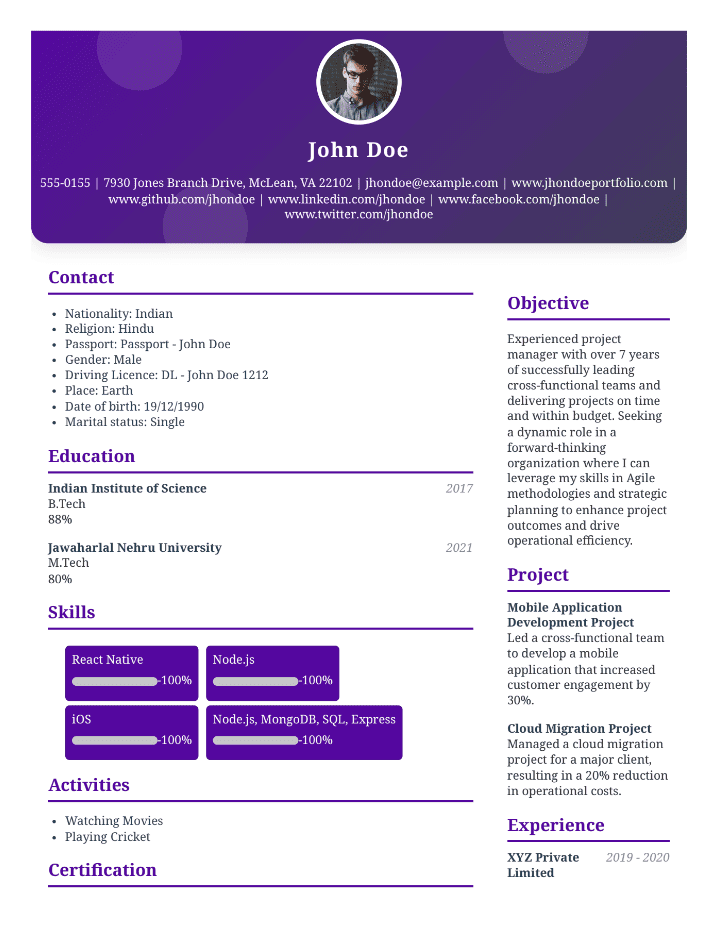 John Doe
555-0155 | 7930 Jones Branch Drive, McLean, VA 22102 | jhondoe@example.com | www.jhondoeportfolio.com |
www.github.com/jhondoe | www.linkedin.com/jhondoe | www.facebook.com/jhondoe |
www.twitter.com/jhondoe
Contact
• Nationality: Indian
• Religion: Hindu
• Passport: Passport - John Doe
• Gender: Male
• Driving Licence: DL - John Doe 1212
• Place: Earth
• Date of birth: 19/12/1990
• Marital status: Single
Education
Indian Institute of Science 2017
B.Tech
88%
Jawaharlal Nehru University 2021
M.Tech
80%
Skills
React Native
-100%
Node.js
-100%
iOS
-100%
Node.js, MongoDB, SQL, Express
-100%
Activities
• Watching Movies
• Playing Cricket
Certification
Objective
Experienced project
manager with over 7 years
of successfully leading
cross-functional teams and
delivering projects on time
and within budget. Seeking
a dynamic role in a
forward-thinking
organization where I can
leverage my skills in Agile
methodologies and strategic
planning to enhance project
outcomes and drive
operational efficiency.
Project
Mobile Application
Development Project
Led a cross-functional team
to develop a mobile
application that increased
customer engagement by
30%.
Cloud Migration Project
Managed a cloud migration
project for a major client,
resulting in a 20% reduction
in operational costs.
Experience
XYZ Private 2019 - 2020
Limited